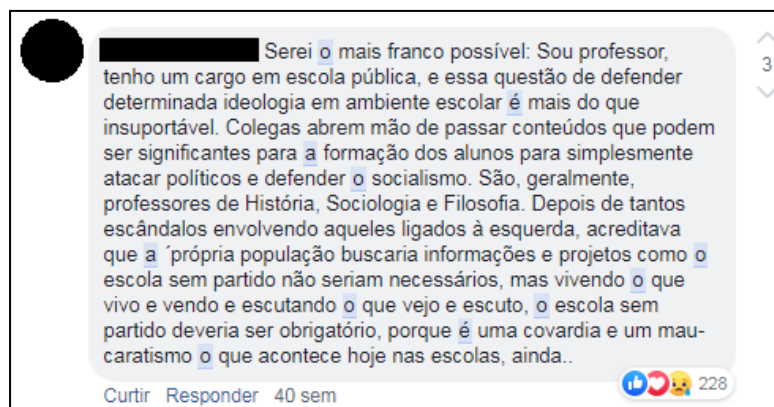 Serei o mais franco possível: Sou professor,
tenho um cargo em escola pública, e essa questão de defender
determinada ideologia em ambiente escolar é mais do que
insuportável. Colegas abrem mão de passar conteúdos que podem
ser significantes para a formação dos alunos para simplesmente
atacar políticos e defender o socialismo. São, geralmente,
professores de História, Sociologia e Filosofia. Depois de tantos
escândalos envolvendo aqueles ligados à esquerda, acreditava
que a ´própria população buscaria informações e projetos como o
escola sem partido não seriam necessários, mas vivendo o que
vivo e vendo e escutando o que vejo e escuto, o escola sem
partido deveria ser obrigatório, porque é uma covardia e um mau-
caratismo o que acontece hoje nas escolas, ainda..
228
Curtir Responder 40 sem
3